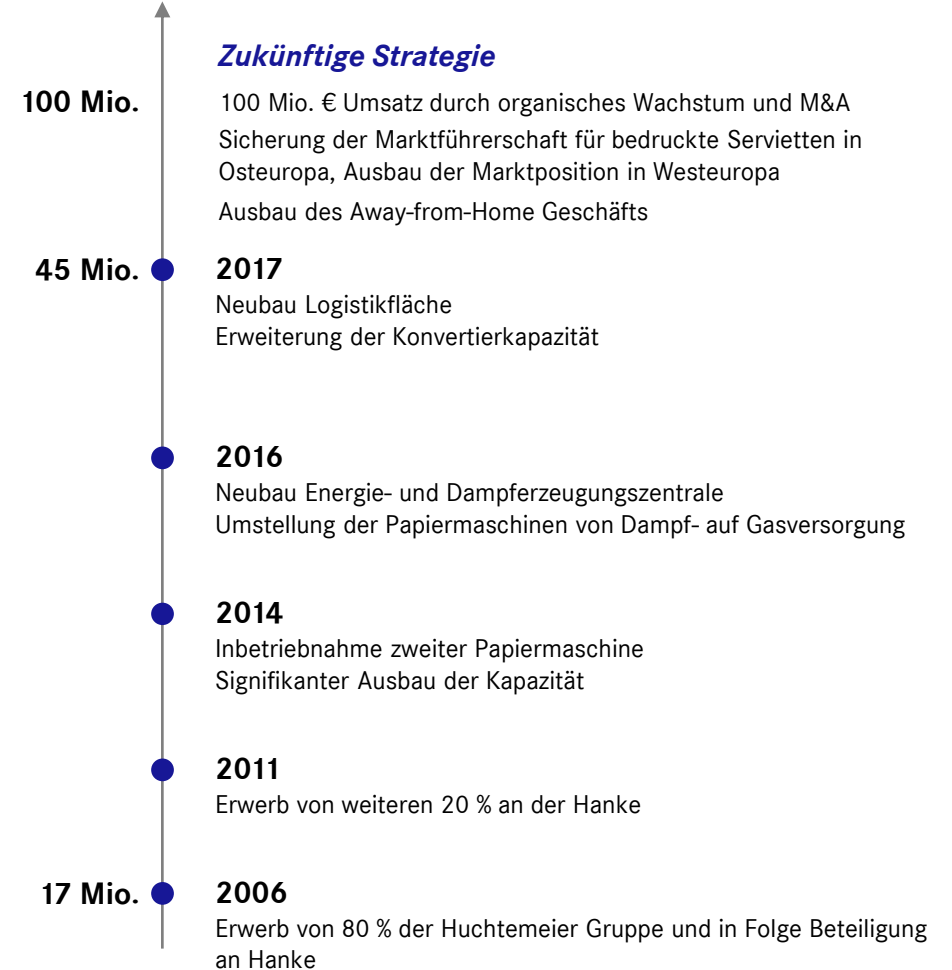 Zukünftige Strategie
100 Mio.
100 Mio. € Umsatz durch organisches Wachstum und M&A
Sicherung der Marktführerschaft für bedruckte Servietten in
Osteuropa, Ausbau der Marktposition in Westeuropa
Ausbau des Away-from-Home Geschäfts
45 Mio.
2017
Neubau Logistikfläche
Erweiterung der Konvertierkapazität
2016
Neubau Energie- und Dampferzeugungszentrale
Umstellung der Papiermaschinen von Dampf- auf Gasversorgung
2014
Inbetriebnahme zweiter Papiermaschine
Signifikanter Ausbau der Kapazität
2011
Erwerb von weiteren 20 % an der Hanke
17 Mio.
2006
Erwerb von 80 % der Huchtemeier Gruppe und in Folge Beteiligung
an Hanke